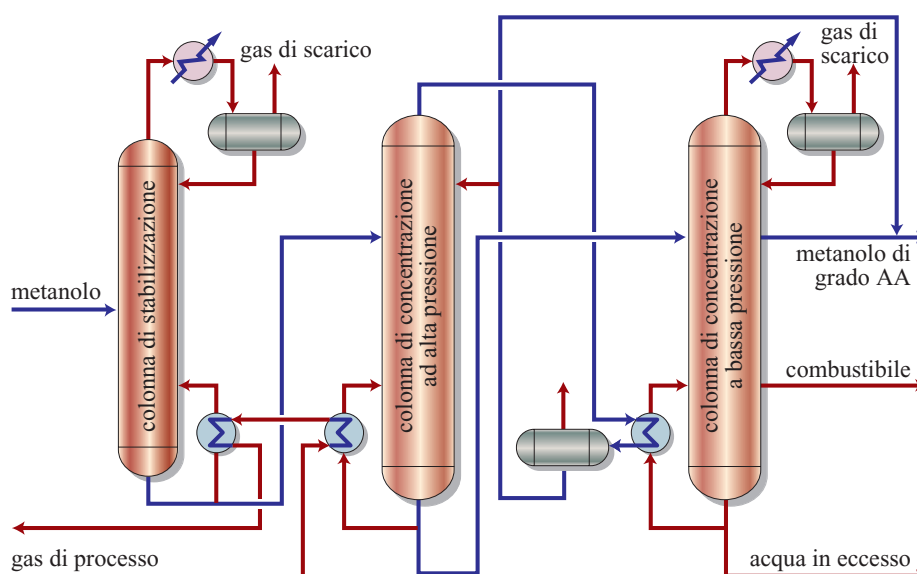 gas di scarico
gas di
scarico
colonna di stabilizzazione
colonna di concentrazione
ad alta pressione
colonna di concentrazione
a bassa pressione
metanolo
metanolo di
grado AA
combustibile
gas di processo
acqua in eccesso